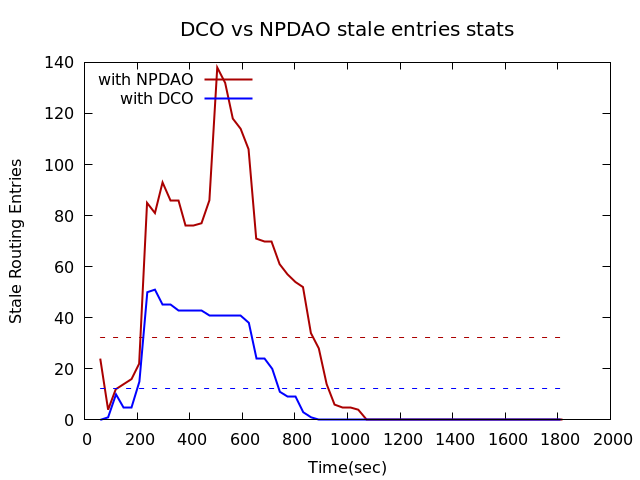 DCO vs NPDAO stale entries stats
with NPDAO
with DCO
Stale Routing Entries
140
120
100
80
60
40
20
0
0 200 400 600 800 1000 1200 1400 1600 1800 2000
Time(sec)